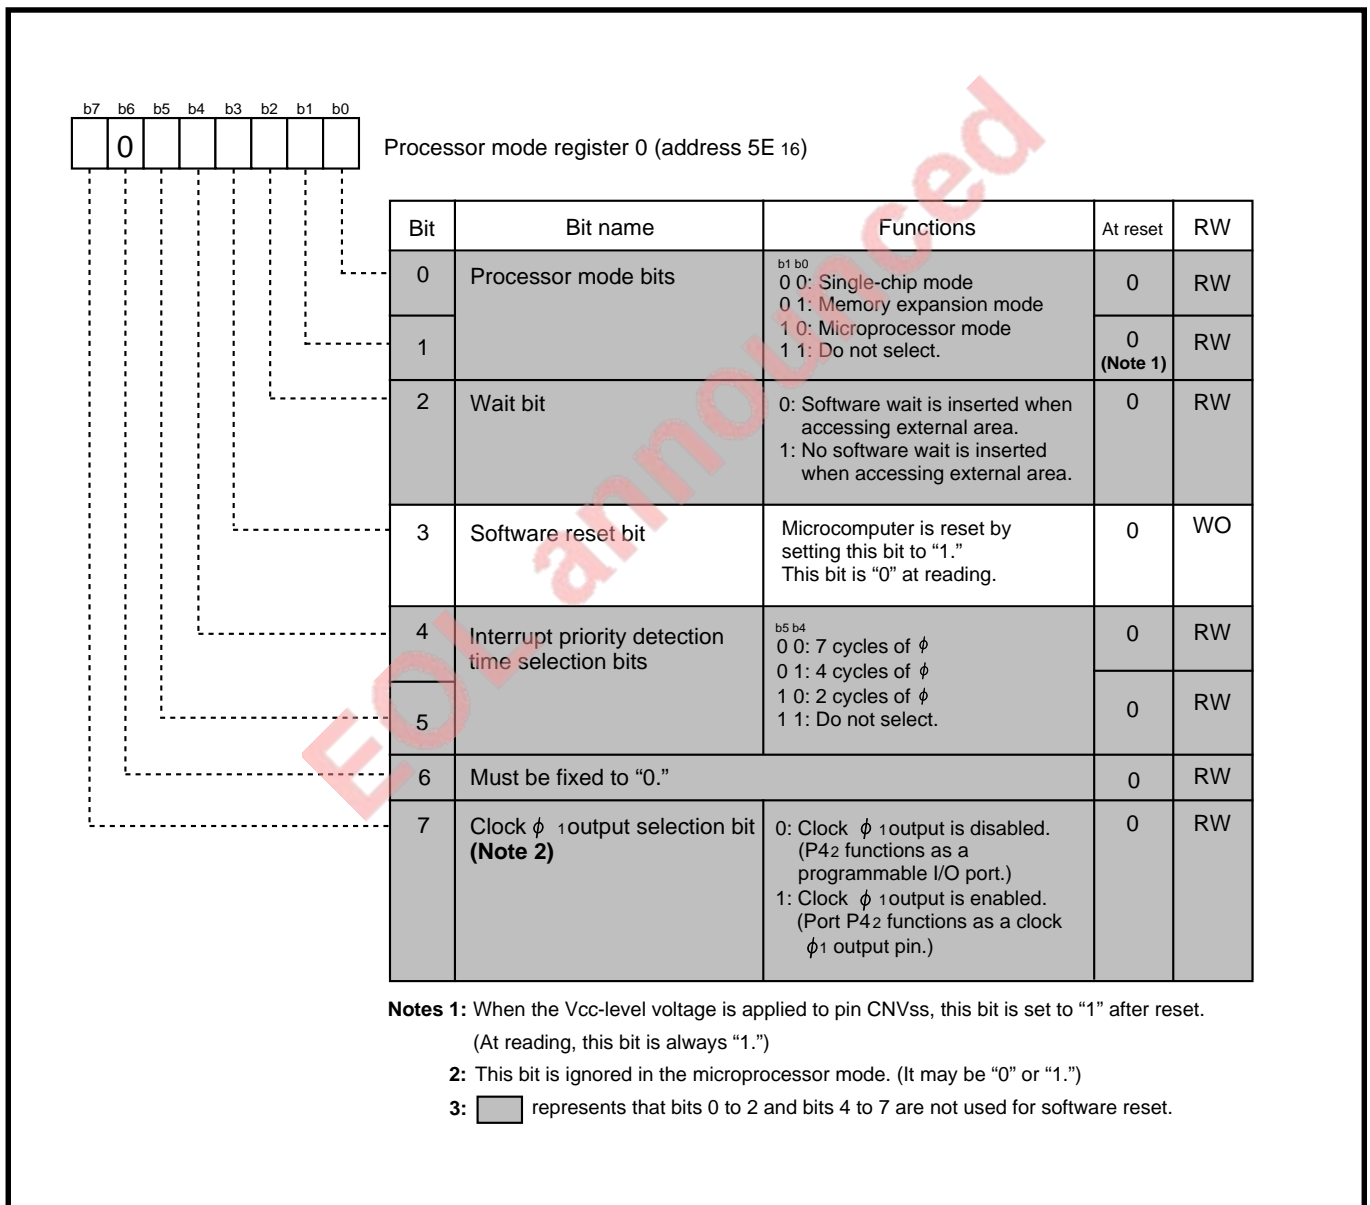 b7 b6 b5 b4 b3 b2 b1 b0
0
Processor mode register 0 (address 5E 16)
Bit Bit name Functions At reset RW
0 Processor mode bits
b1 b0
0 0: Single-chip mode
0 1: Memory expansion mode
1 0: Microprocessor mode
1 1: Do not select.
0 RW
1
0 (Note 1) RW
2 Wait bit
0: Software wait is inserted when
accessing external area.
1: No software wait is inserted
when accessing external area.
0 RW
3 Software reset bit
Microcomputer is reset by
setting this bit to “1.”
This bit is “0” at reading.
0 WO
4 Interrupt priority detection
time selection bits
b5 b4
0 0: 7 cycles of ϕ
0 1: 4 cycles of ϕ
1 0: 2 cycles of ϕ
1 1: Do not select.
0 RW
5
0 RW
6 Must be fixed to “0.” 0 RW
7 Clock ϕ 1 output selection bit
(Note 2)
0: Clock ϕ 1 output is disabled.
(P42 functions as a
programmable I/O port.)
1: Clock ϕ 1 output is enabled.
(Port P42 functions as a clock
ϕ1 output pin.)
0 RW
Notes 1: When the Vcc-level voltage is applied to pin CNVss, this bit is set to “1” after reset.
(At reading, this bit is always “1.”)
2: This bit is ignored in the microprocessor mode. (It may be “0” or “1.”)
3: represents that bits 0 to 2 and bits 4 to 7 are not used for software reset.
EOL announced